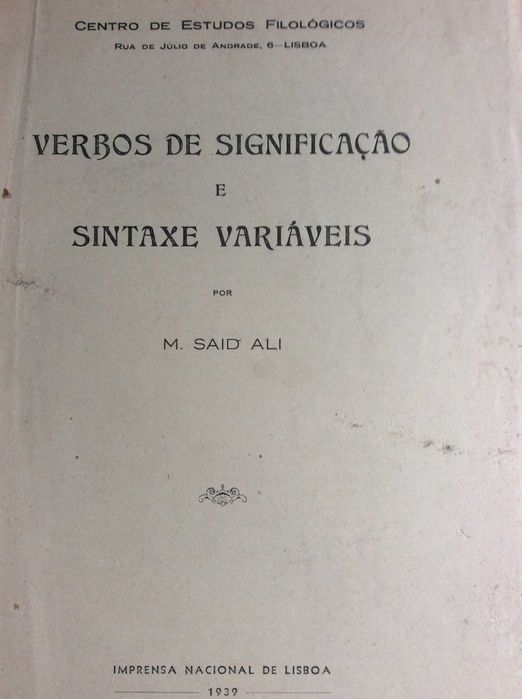 CENTRO DE ESTUDOS FILOLÓGICOS
RUA DE JÚLIO DE ANDRADE, 6—LISBOA
VERBOS DE SIGNIFICAÇÃO
E
SINTAXE VARIÁVEIS
POR
M. SAID ALI
IMPRENSA NACIONAL DE LISBOA
1939